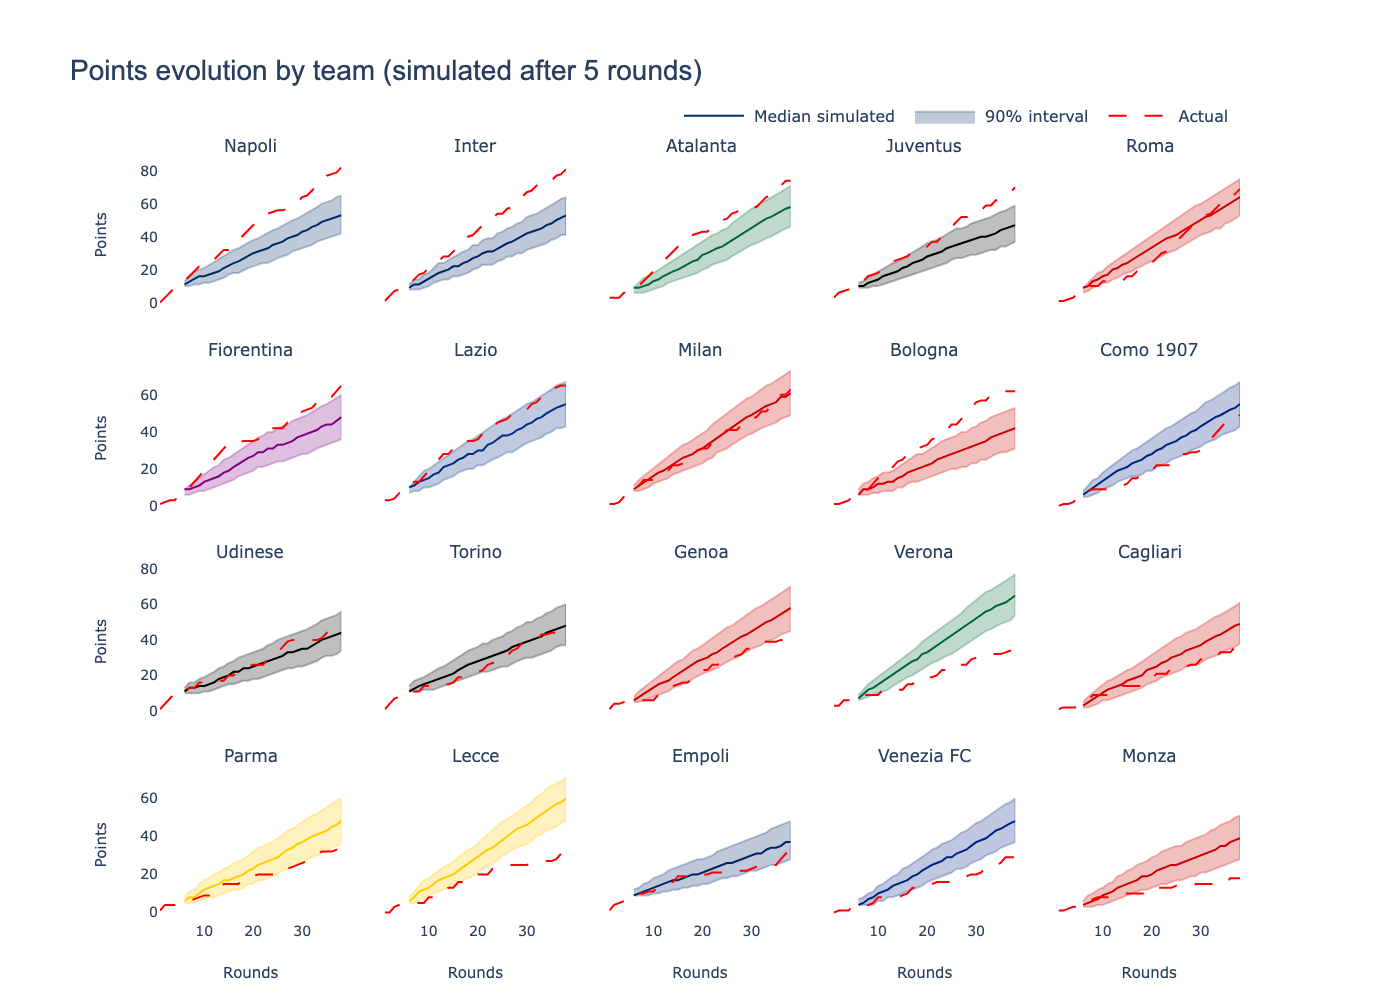 Points evolution by team (simulated after 5 rounds)
Median simulated 90% interval Actual
Napoli Inter Atalanta Juventus Roma
80
60
40
20
0
Points
Fiorentina Lazio Milan Bologna Como 1907
60
40
20
0
Points
Udinese Torino Genoa Verona Cagliari
80
60
40
20
0
Points
Parma Lecce Empoli Venezia FC Monza
60
40
20
0
Points
10 20 30 10 20 30 10 20 30 10 20 30 10 20 30
Rounds Rounds Rounds Rounds Rounds